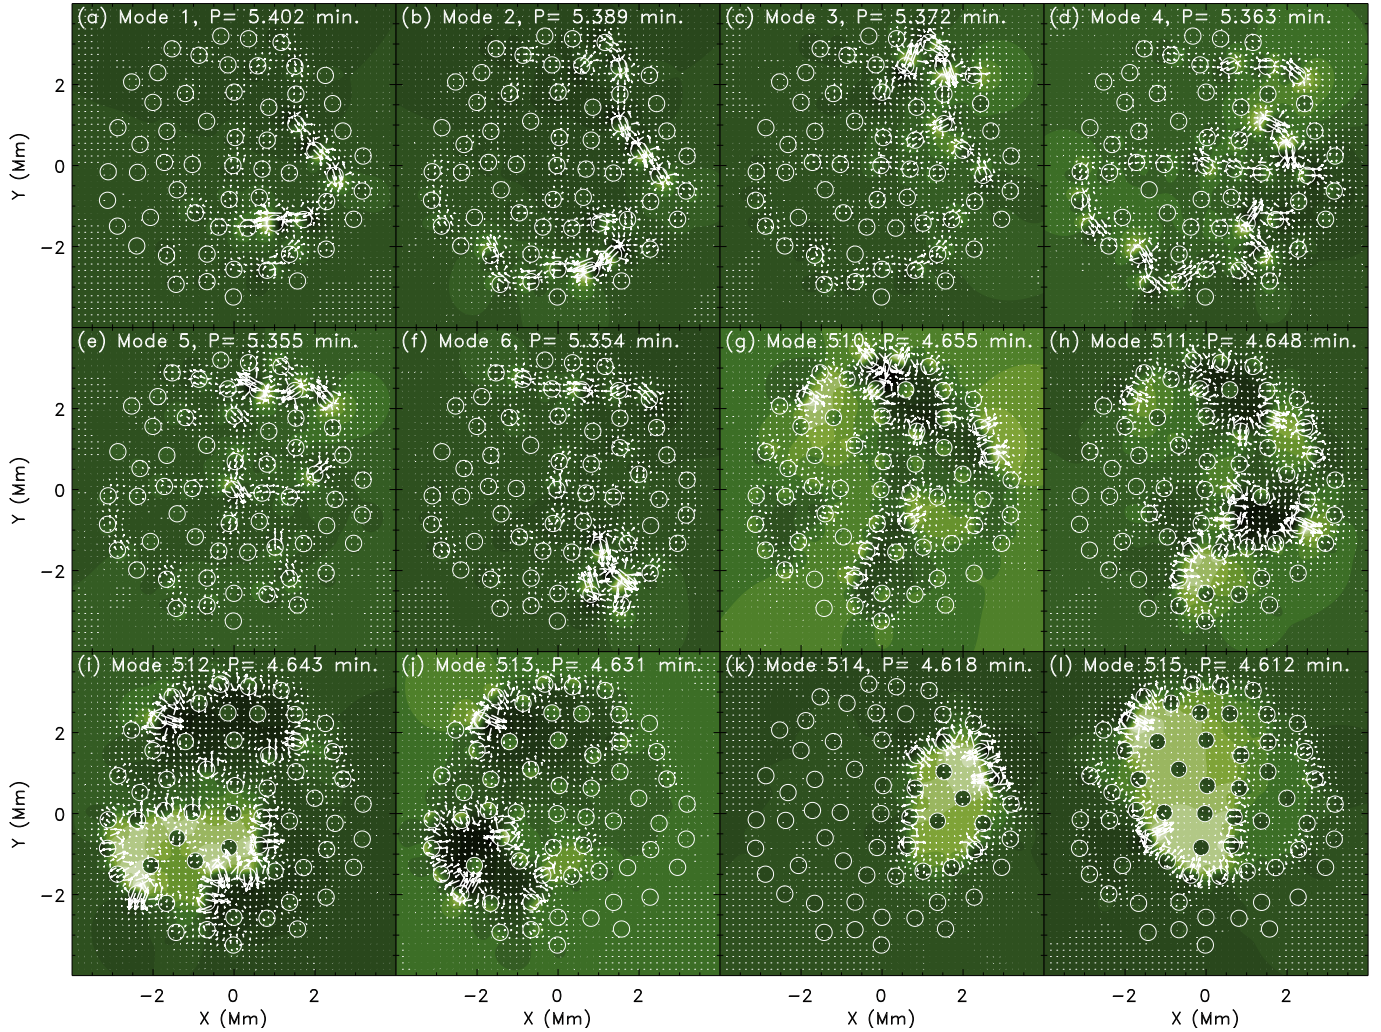 (a) Mode 1, P= 5.402 min.
(b) Mode 2, P= 5.389 min.
(c) Mode 3, P= 5.372 min.
(d) Mode 4, P= 5.363 min.
2
0
−2
Y (Mm)
(e) Mode 5, P= 5.355 min.
(f) Mode 6, P= 5.354 min.
(g) Mode 510, P= 4.655 min.
(h) Mode 511, P= 4.648 min.
2
0
−2
Y (Mm)
(i) Mode 512, P= 4.643 min.
(j) Mode 513, P= 4.631 min.
(k) Mode 514, P= 4.618 min.
(l) Mode 515, P= 4.612 min.
2
0
−2
Y (Mm)
−2 0 2
−2 0 2
−2 0 2
−2 0 2
X (Mm)
X (Mm)
X (Mm)
X (Mm)